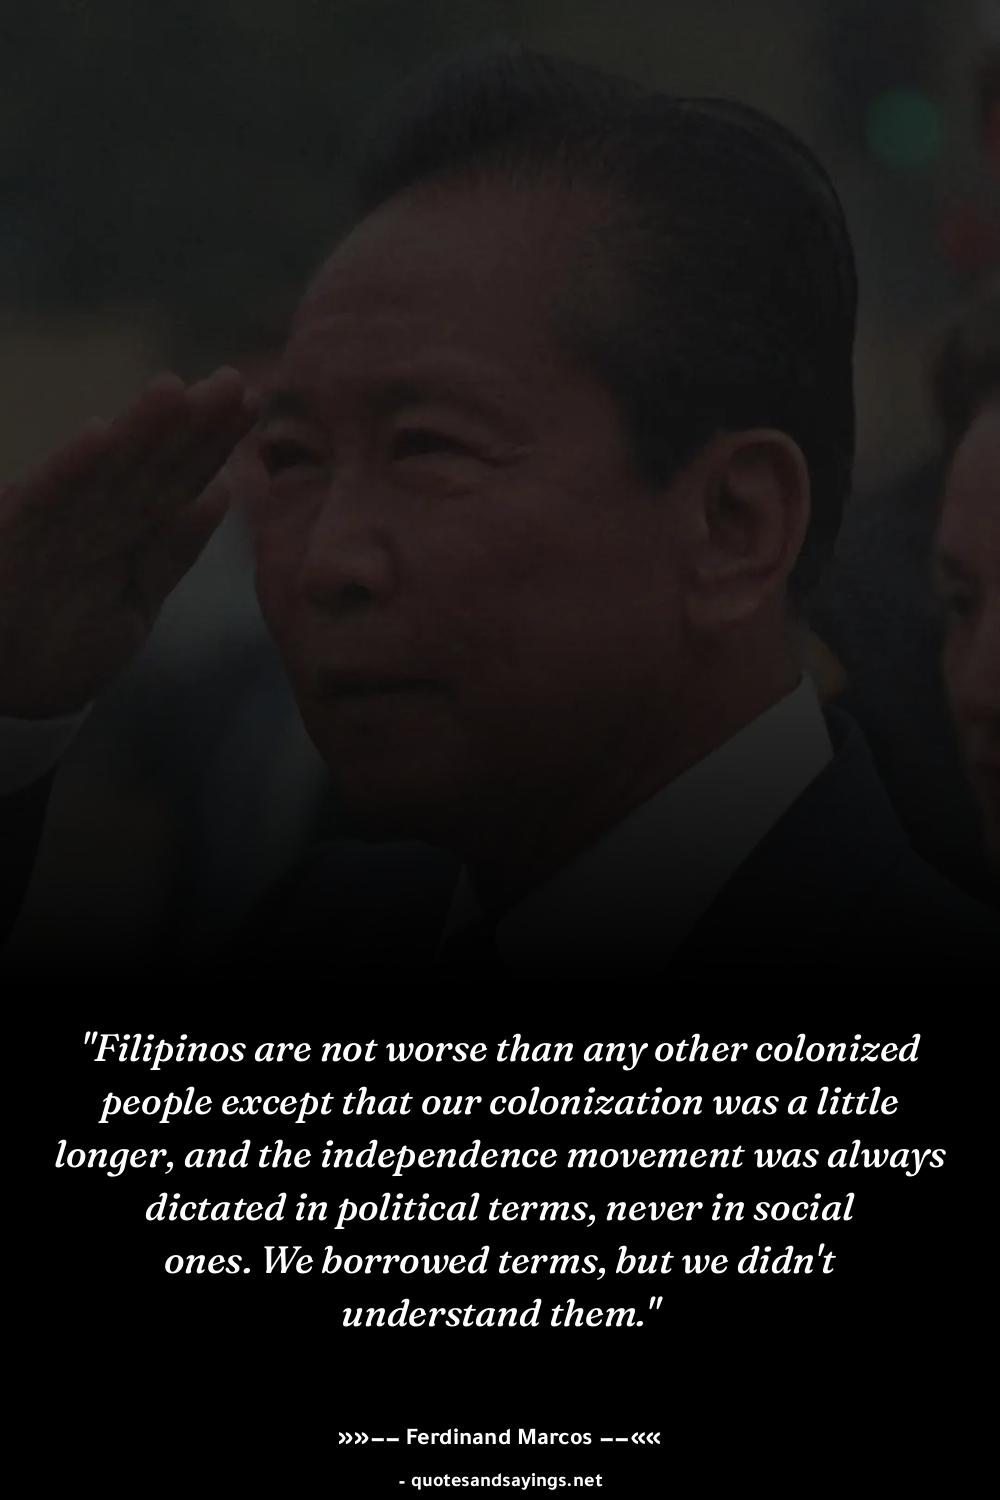 "Filipinos are not worse than any other colonized
people except that our colonization was a little
longer, and the independence movement was always
dictated in political terms, never in social
ones. We borrowed terms, but we didn't
understand them."
»»–– Ferdinand Marcos ––««
- quotesandsayings.net